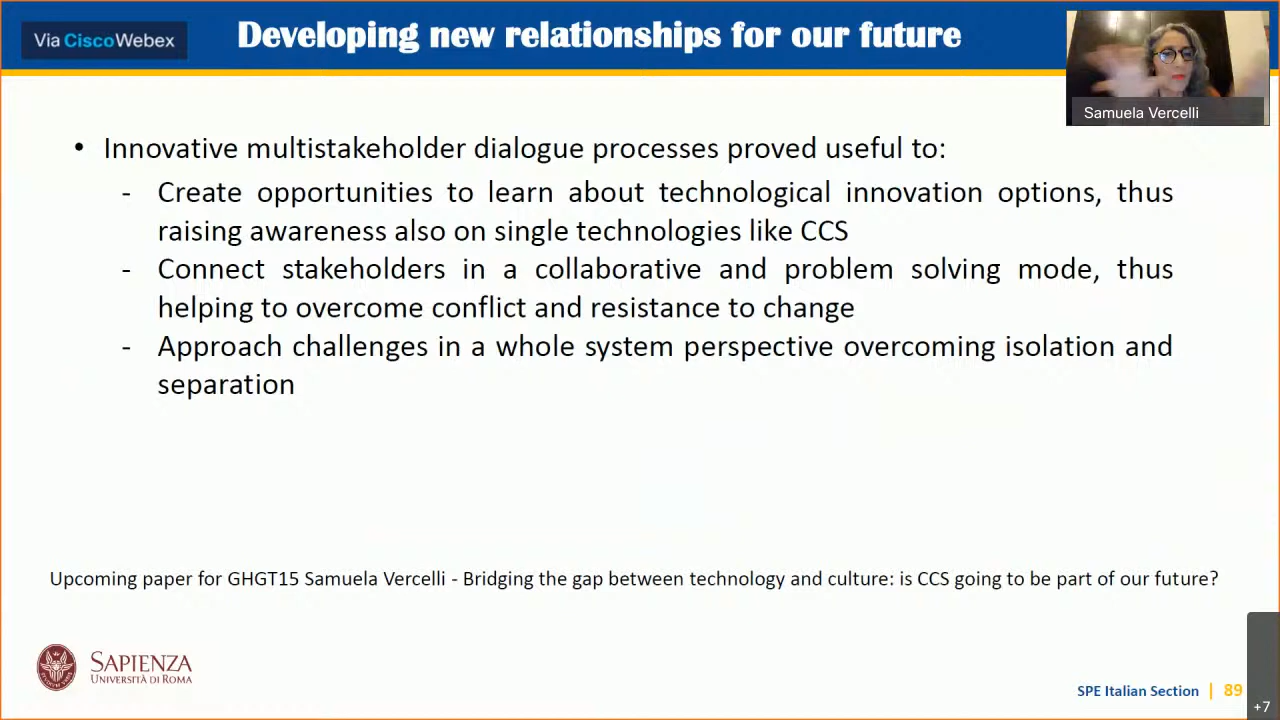 Via CiscoWebex
Developing new relationships for our future
Samuela Vercelli
• Innovative multistakeholder dialogue processes proved useful to:
- Create opportunities to learn about technological innovation options, thus
raising awareness also on single technologies like CCS
- Connect stakeholders in a collaborative and problem solving mode, thus
helping to overcome conflict and resistance to change
- Approach challenges in a whole system perspective overcoming isolation and
separation
Upcoming paper for GHGT15 Samuela Vercelli - Bridging the gap between technology and culture: is CCS going to be part of our future?
SAPIENZA
UNIVERSITÀ DI ROMA
SPE Italian Section | 89
+7